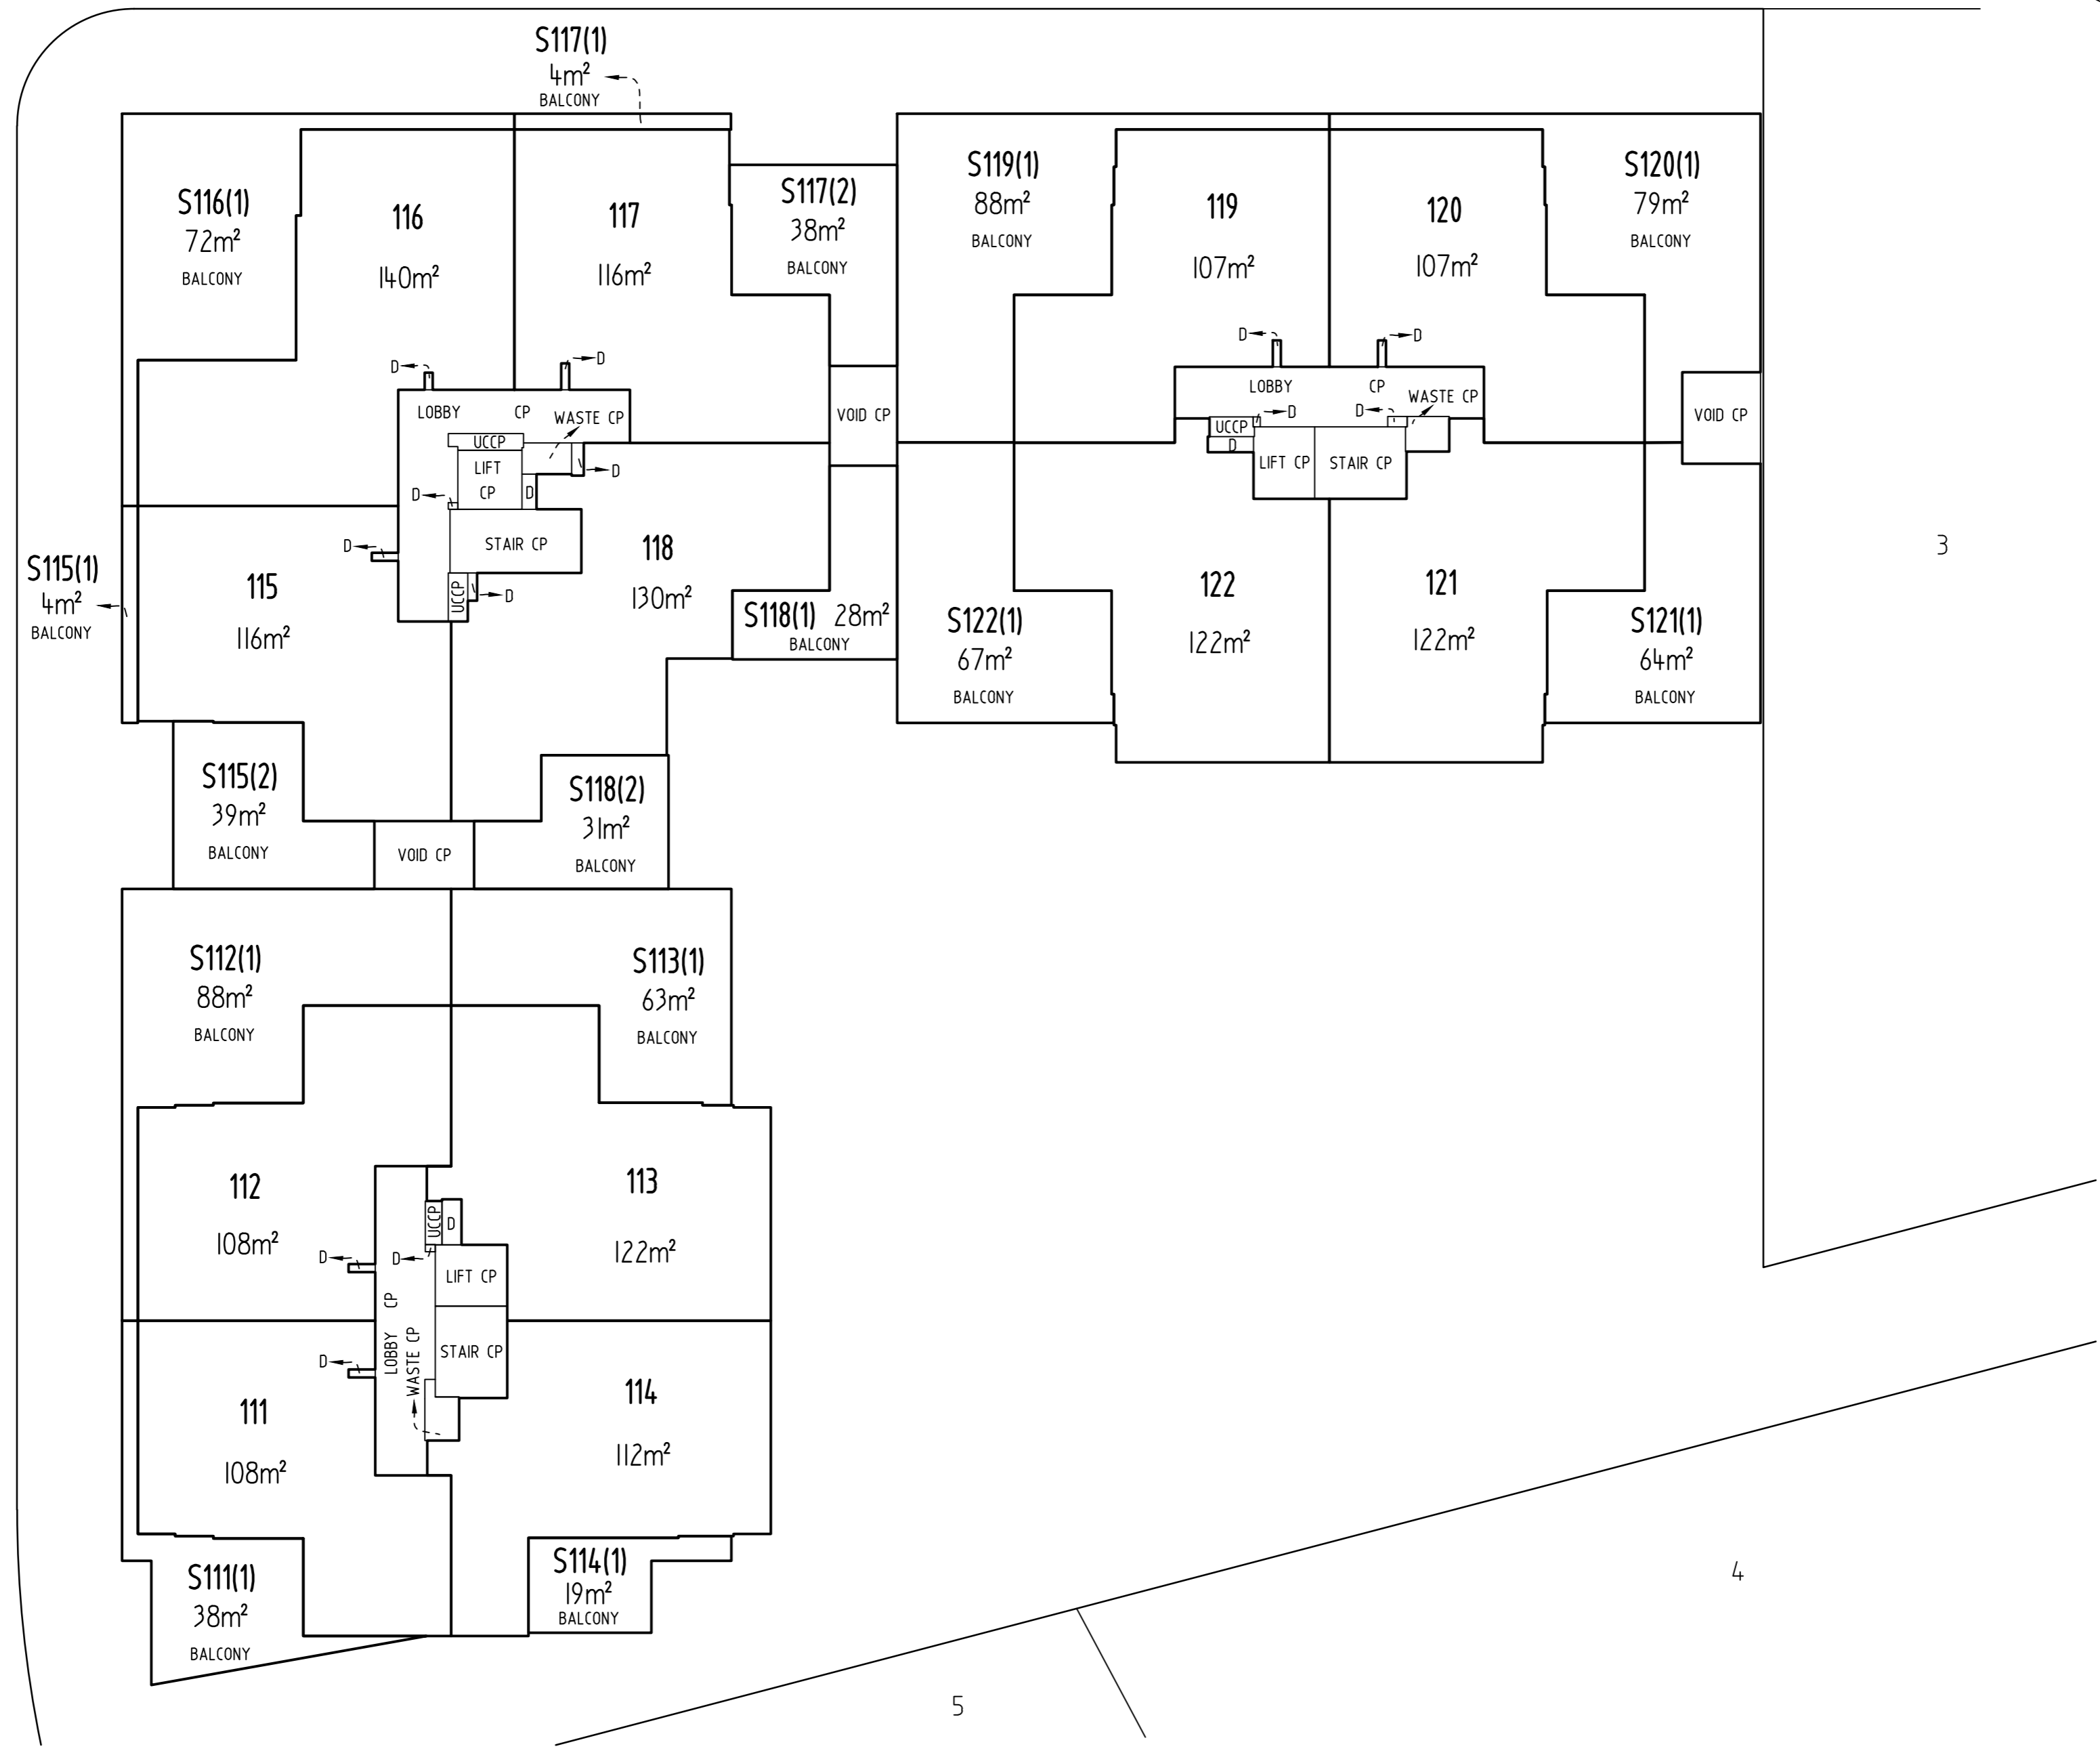 S117(1)
4m²
BALCONY
S116(1)
72m²
BALCONY
116
140m²
117
116m²
S117(2)
38m²
BALCONY
S119(1)
88m²
BALCONY
119
107m²
120
107m²
S120(1)
79m²
BALCONY
D
D
LOBBY CP
WASTE CP
UCCP
LIFT
CP
D
D
D
STAIR CP
D
UCCP
D
VOID CP
D
D
LOBBY CP
WASTE CP
D
D
UCCP
D
LIFT CP
STAIR CP
VOID CP
3
S115(1)
4m²
BALCONY
115
116m²
118
130m²
S118(1) 28m²
BALCONY
S122(1)
67m²
BALCONY
122
122m²
121
122m²
S121(1)
64m²
BALCONY
S115(2)
39m²
BALCONY
VOID CP
S118(2)
31m²
BALCONY
S112(1)
88m²
BALCONY
S113(1)
63m²
BALCONY
112
108m²
113
122m²
UCCP
D
D
D
LIFT CP
LOBBY CP
WASTE CP
STAIR CP
D
111
108m²
114
112m²
S111(1)
38m²
BALCONY
S114(1)
19m²
BALCONY
4
5